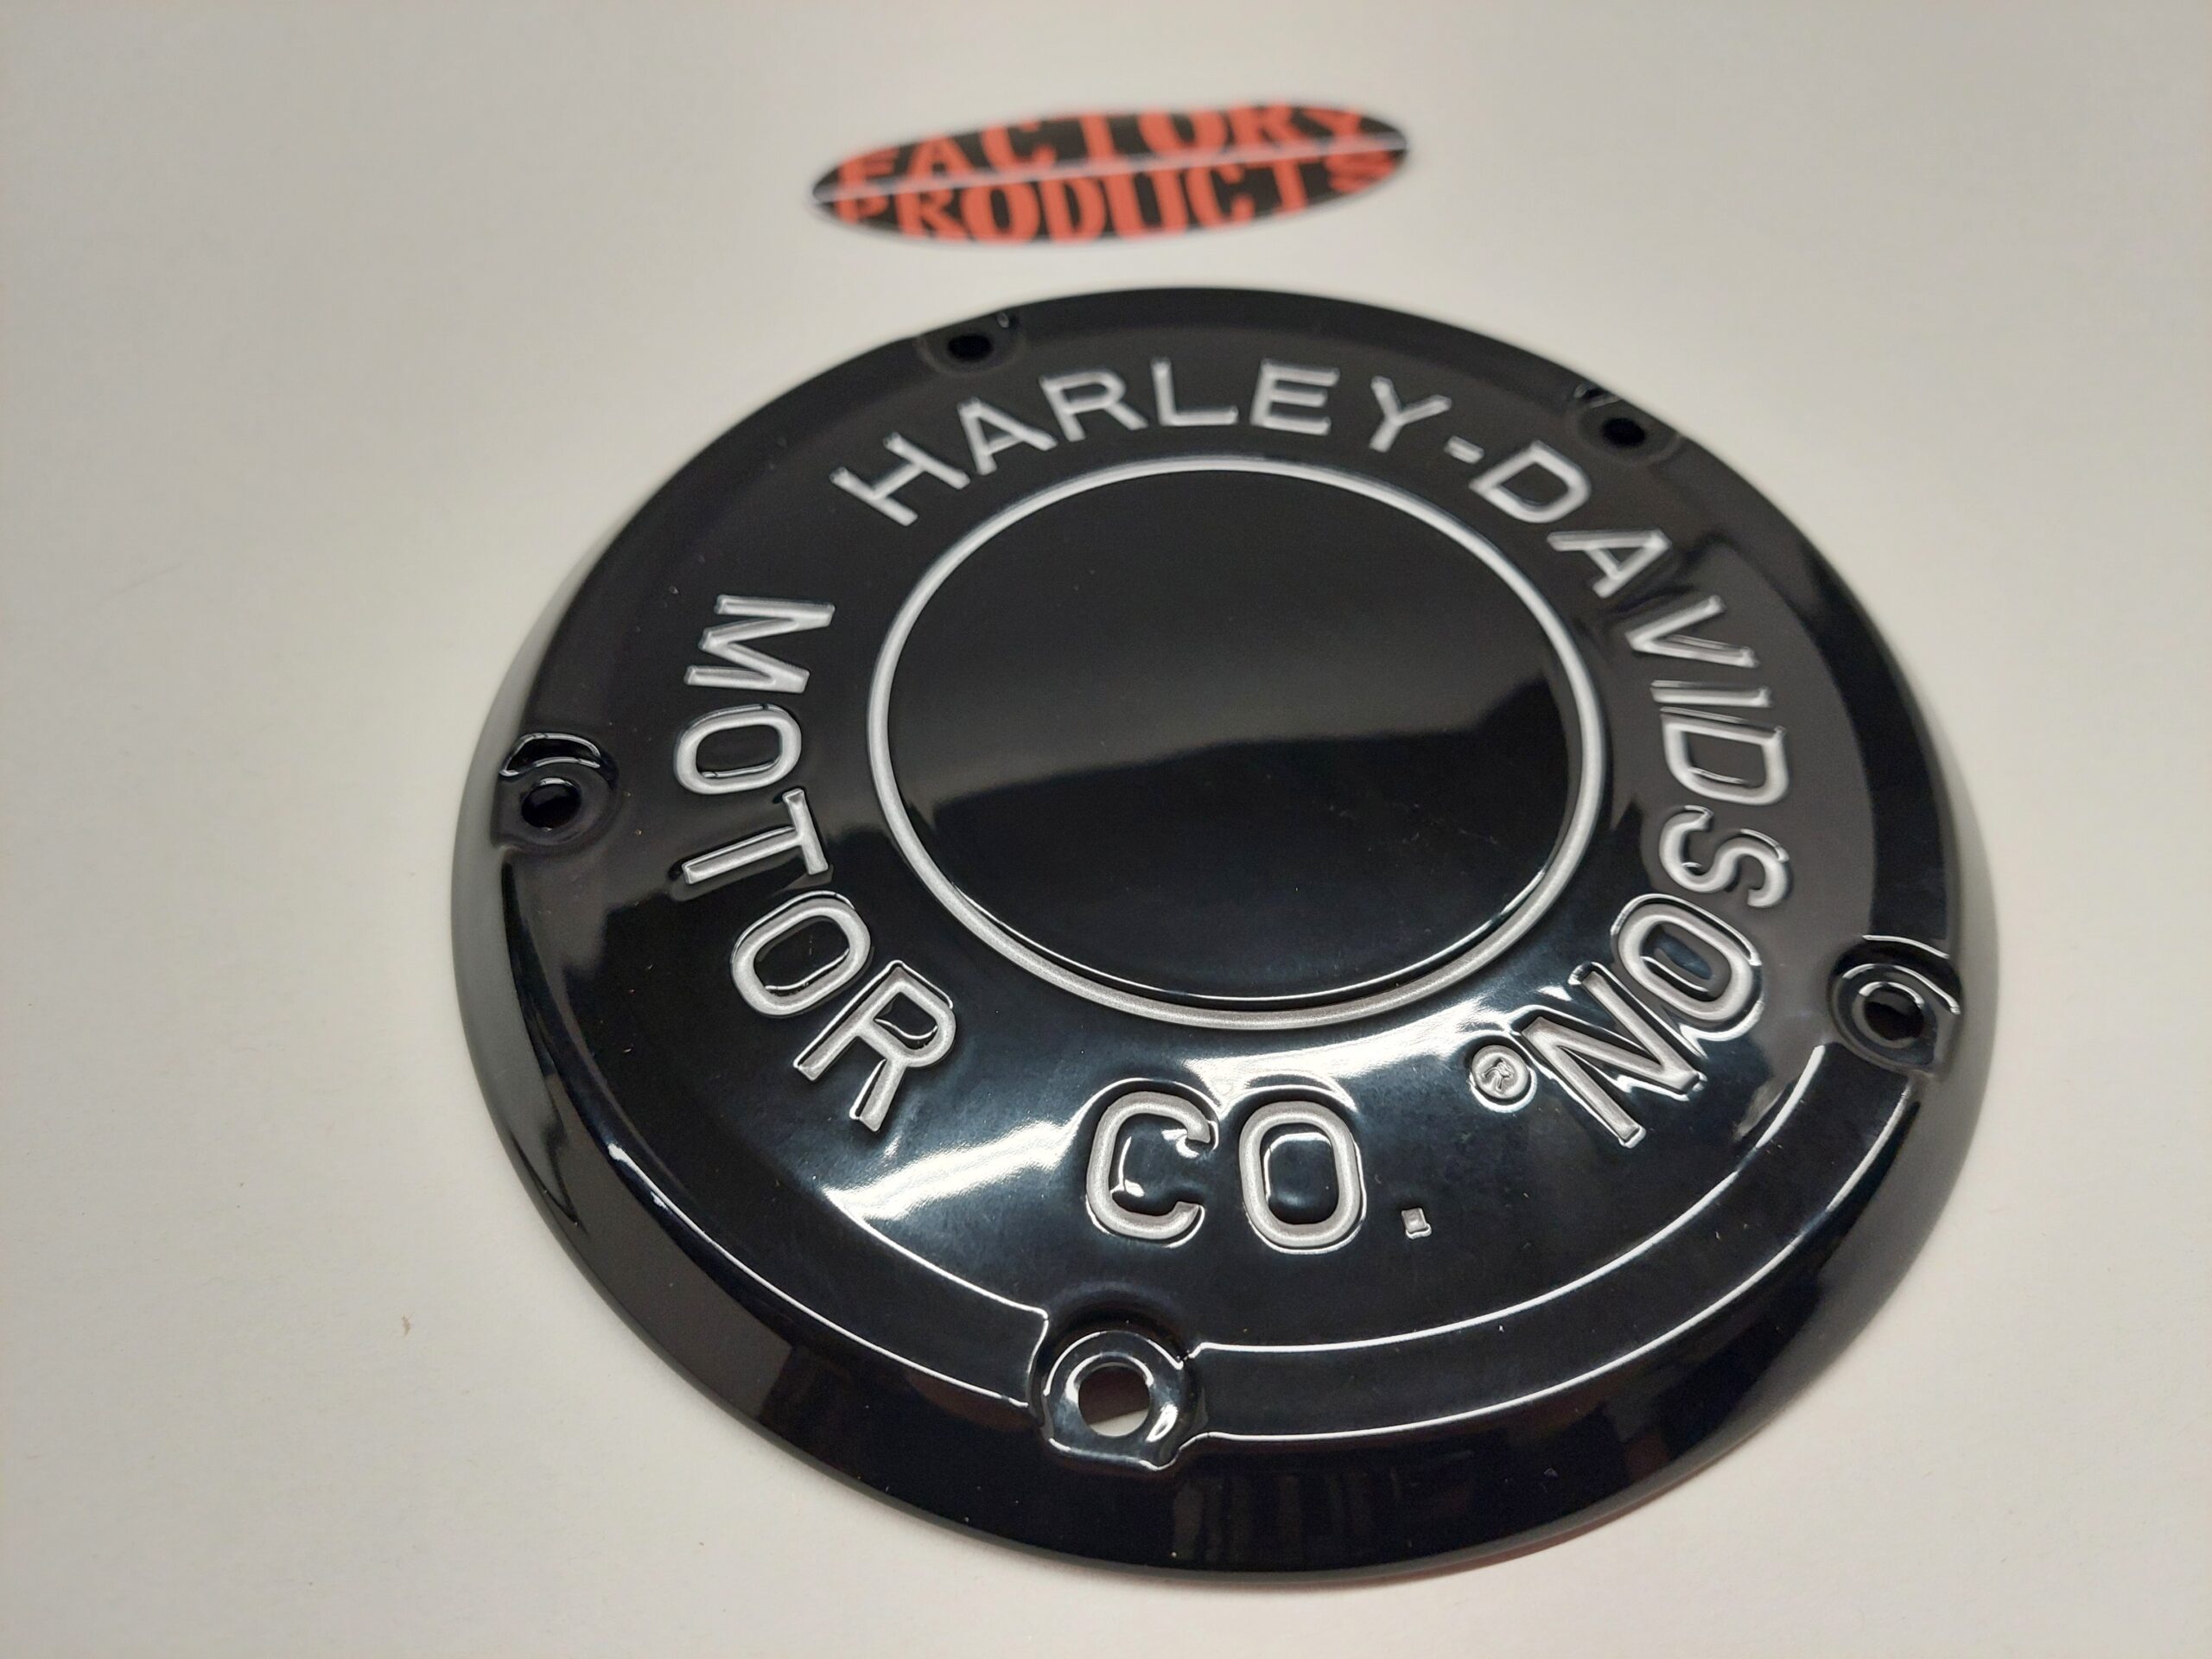 FACTORY
PRODUCTS
HARLEY-DAVIDSON®
MOTOR CO.